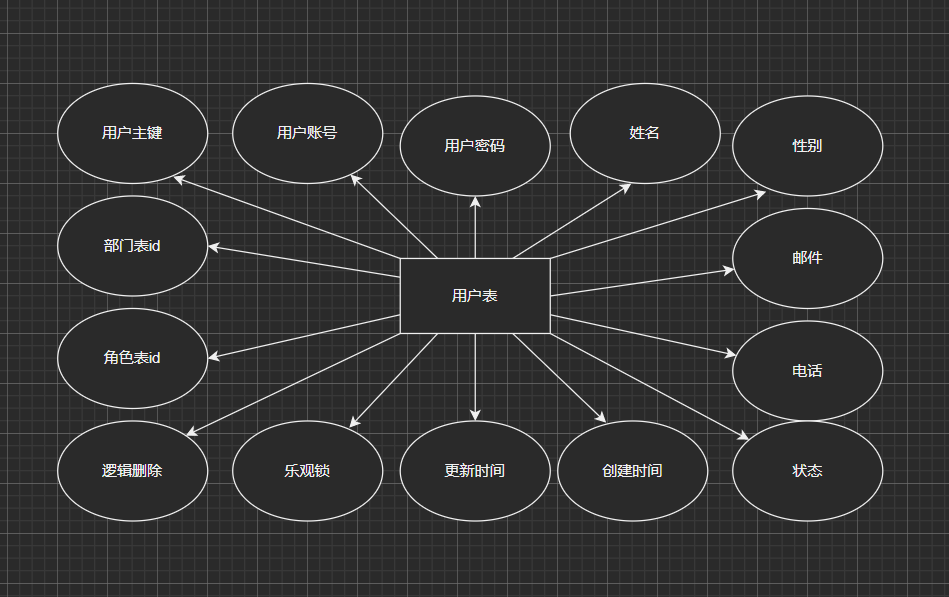 用户主键
用户账号
用户密码
姓名
性别
部门表id
邮件
用户表
角色表id
电话
逻辑删除
乐观锁
更新时间
创建时间
状态